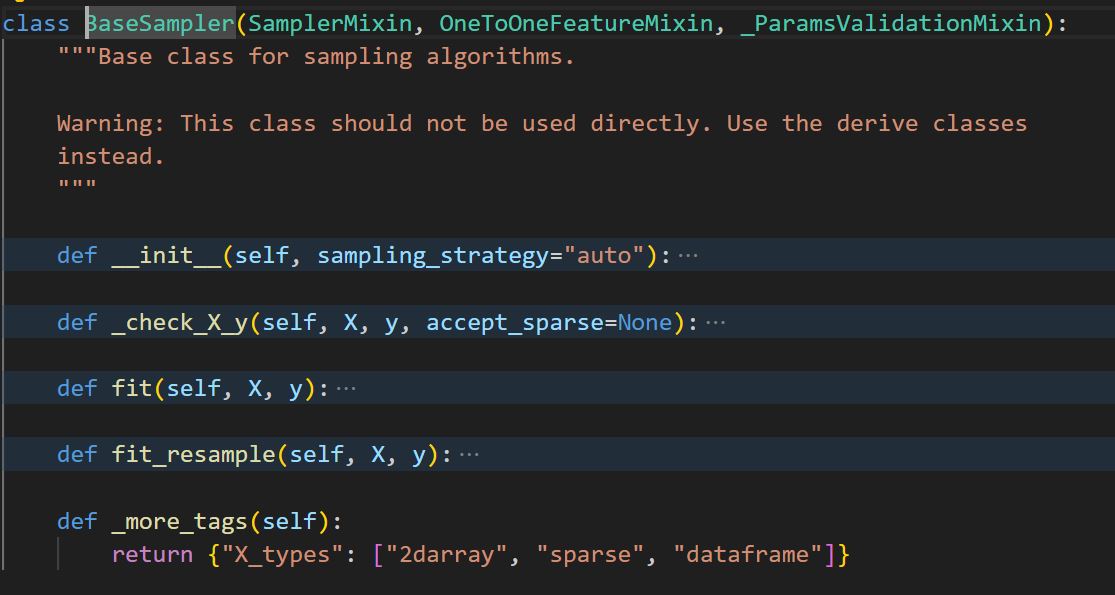 class BaseSampler(SamplerMixin, OneToOneFeatureMixin, _ParamsValidationMixin):
    """Base class for sampling algorithms.
    Warning: This class should not be used directly. Use the derive classes
    instead.
    """
    def __init__(self, sampling_strategy="auto"):···
    def _check_X_y(self, X, y, accept_sparse=None):···
    def fit(self, X, y):···
    def fit_resample(self, X, y):···
    def _more_tags(self):
        return {"X_types": ["2darray", "sparse", "dataframe"]}